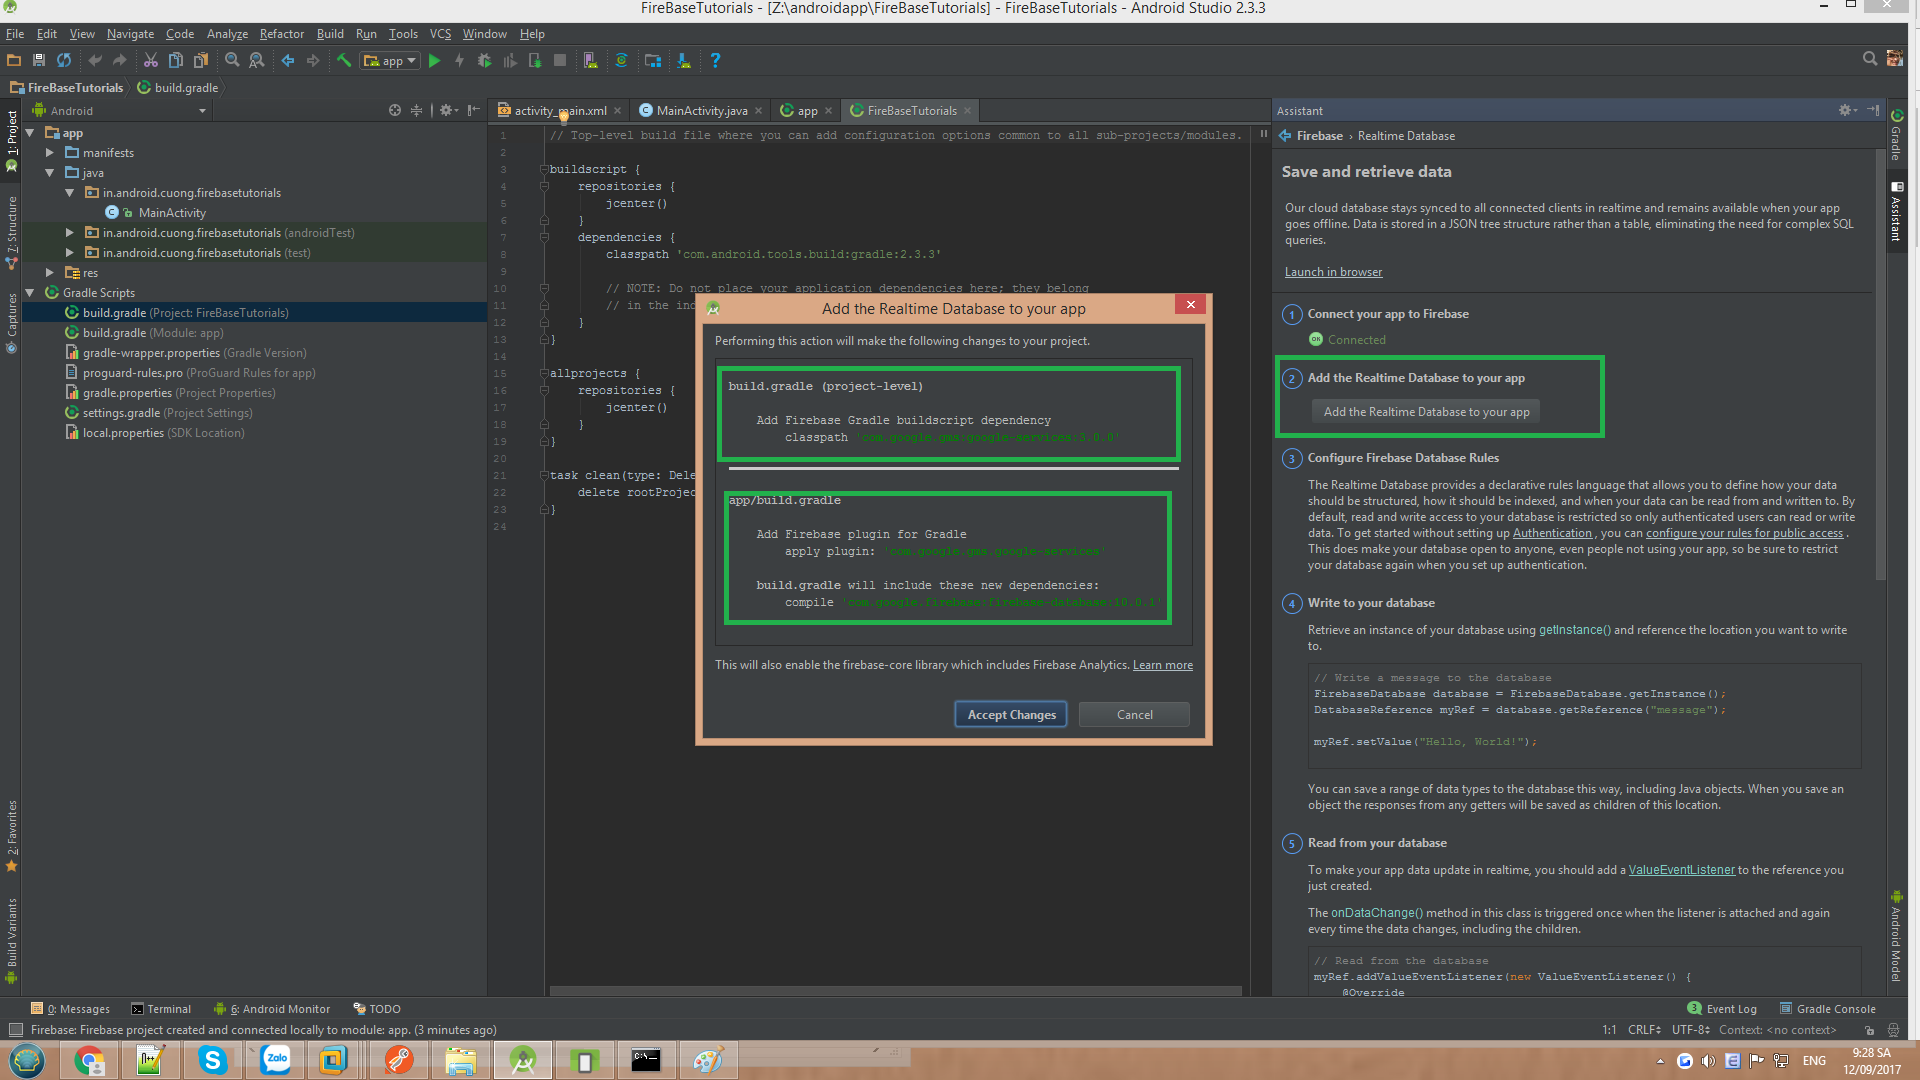 FireBaseTutorials - [Z:\androidapp\FireBaseTutorials] - FireBaseTutorials - Android Studio 2.3.3
File Edit View Navigate Code Analyze Refactor Build Run Tools VCS Window Help
app
FireBaseTutorials build.gradle
Android
activity_main.xml MainActivity.java app FireBaseTutorials
Assistant
1: Project
7: Structure
Captures
2: Favorites
Build Variants
app
manifests
java
in.android.cuong.firebasetutorials
MainActivity
in.android.cuong.firebasetutorials (androidTest)
in.android.cuong.firebasetutorials (test)
res
Gradle Scripts
build.gradle (Project: FireBaseTutorials)
build.gradle (Module: app)
gradle-wrapper.properties (Gradle Version)
proguard-rules.pro (ProGuard Rules for app)
gradle.properties (Project Properties)
settings.gradle (Project Settings)
local.properties (SDK Location)
1 // Top-level build file where you can add configuration options common to all sub-projects/modules.
2
3 buildscript {
4 repositories {
5 jcenter()
6 }
7 dependencies {
8 classpath 'com.android.tools.build:gradle:2.3.3'
9
10 // NOTE: Do not place your application dependencies here; they belong
11 // in the in
12 }
13 }
14
15 allprojects {
16 repositories {
17 jcenter()
18 }
19 }
20
21 task clean(type: Dele
22 delete rootProjec
23 }
24
Add the Realtime Database to your app
Performing this action will make the following changes to your project.
build.gradle (project-level)
Add Firebase Gradle buildscript dependency
classpath 'com.google.gms:google-services:3.0.0'
app/build.gradle
Add Firebase plugin for Gradle
apply plugin: 'com.google.gms.google-services'
build.gradle will include these new dependencies:
compile 'com.google.firebase:firebase-database:10.0.1'
This will also enable the firebase-core library which includes Firebase Analytics. Learn more
Accept Changes Cancel
Firebase › Realtime Database
Save and retrieve data
Our cloud database stays synced to all connected clients in realtime and remains available when your app
goes offline. Data is stored in a JSON tree structure rather than a table, eliminating the need for complex SQL
queries.
Launch in browser
1 Connect your app to Firebase
Connected
2 Add the Realtime Database to your app
Add the Realtime Database to your app
3 Configure Firebase Database Rules
The Realtime Database provides a declarative rules language that allows you to define how your data
should be structured, how it should be indexed, and when your data can be read from and written to. By
default, read and write access to your database is restricted so only authenticated users can read or write
data. To get started without setting up Authentication , you can configure your rules for public access .
This does make your database open to anyone, even people not using your app, so be sure to restrict
your database again when you set up authentication.
4 Write to your database
Retrieve an instance of your database using getInstance() and reference the location you want to write
to.
// Write a message to the database
FirebaseDatabase database = FirebaseDatabase.getInstance();
DatabaseReference myRef = database.getReference("message");
myRef.setValue("Hello, World!");
You can save a range of data types to the database this way, including Java objects. When you save an
object the responses from any getters will be saved as children of this location.
5 Read from your database
To make your app data update in realtime, you should add a ValueEventListener to the reference you
just created.
The onDataChange() method in this class is triggered once when the listener is attached and again
every time the data changes, including the children.
// Read from the database
myRef.addValueEventListener(new ValueEventListener() {
@Override
Gradle
Assistant
Android Model
0: Messages Terminal 6: Android Monitor TODO
3 Event Log Gradle Console
Firebase: Firebase project created and connected locally to module: app. (3 minutes ago)
1:1 CRLF UTF-8 Context: <no context>
Zalo
C:\
ENG
9:28 SA
12/09/2017